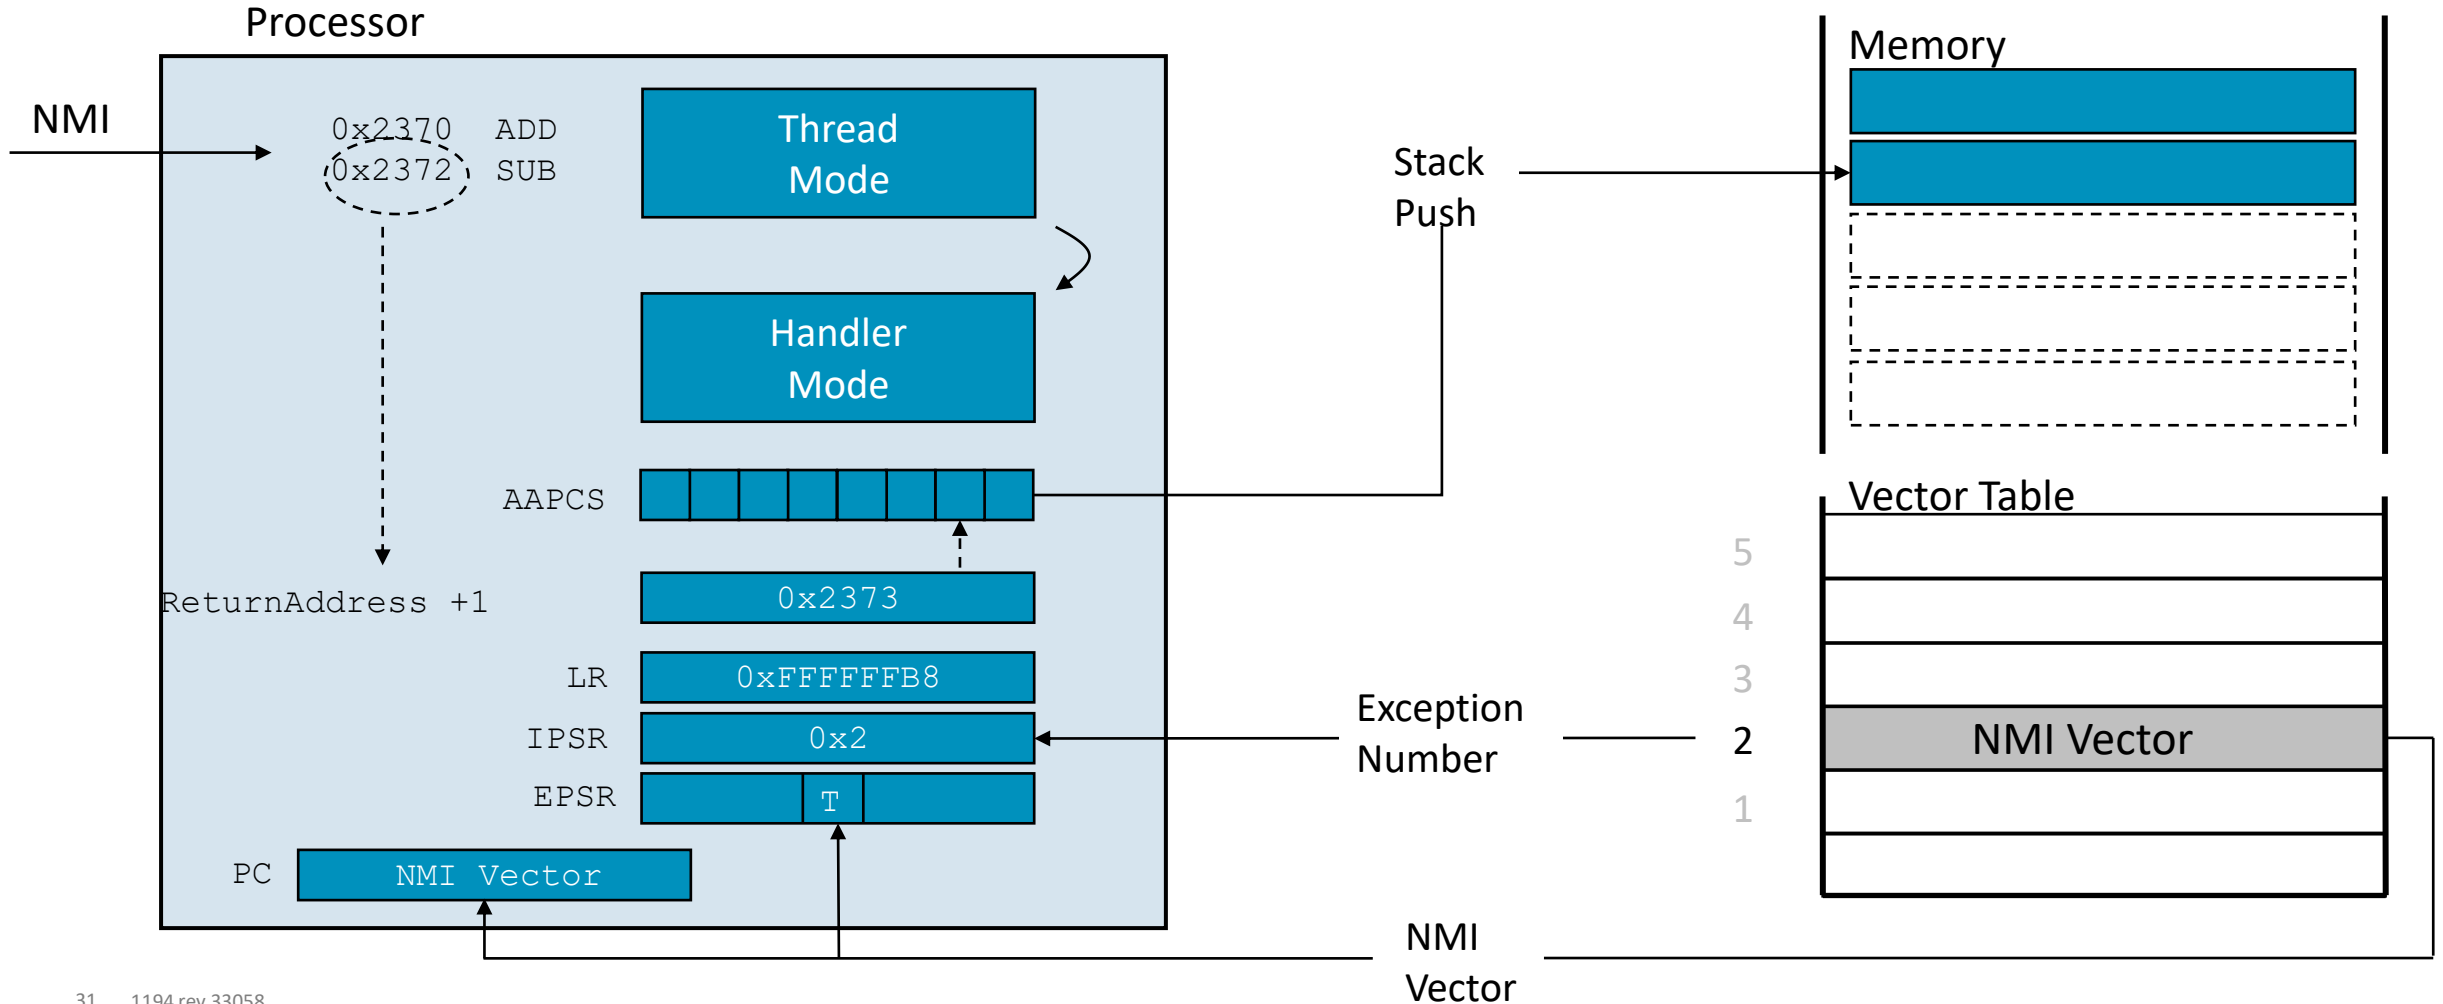 Processor
NMI
0x2370 ADD
0x2372 SUB
Thread
Mode
Handler
Mode
AAPCS
ReturnAddress +1
0x2373
LR
0xFFFFFFB8
IPSR
0x2
EPSR
T
PC
NMI Vector
Stack
Push
Exception
Number
NMI
Vector
Memory
Vector Table
5
4
3
2
NMI Vector
1
31 1194 rev 33058